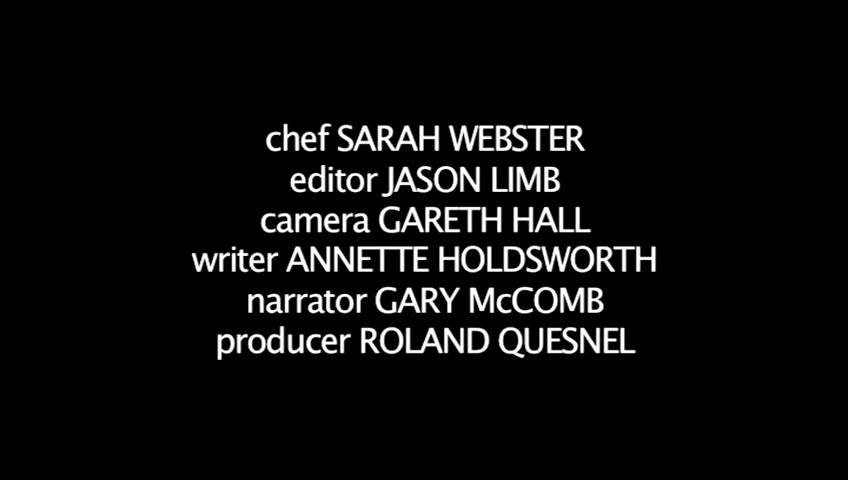 chef SARAH WEBSTER
editor JASON LIMB
camera GARETH HALL
writer ANNETTE HOLDSWORTH
narrator GARY McCOMB
producer ROLAND QUESNEL